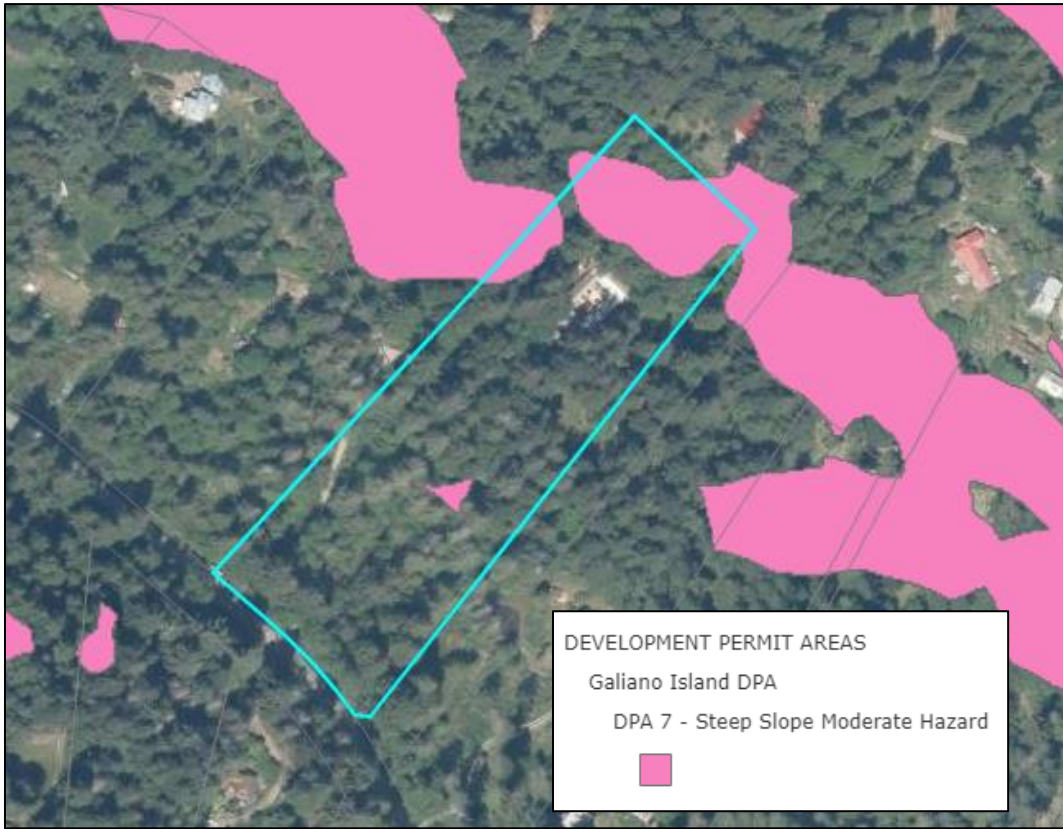 DEVELOPMENT PERMIT AREAS
Galiano Island DPA
DPA 7 - Steep Slope Moderate Hazard